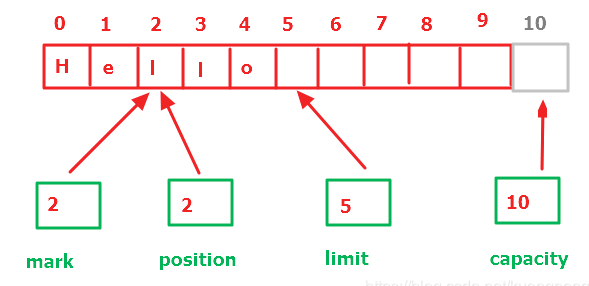 0 1 2 3 4 5 6 7 8 9 10
H e l l o
2 2 5 10
mark position limit capacity